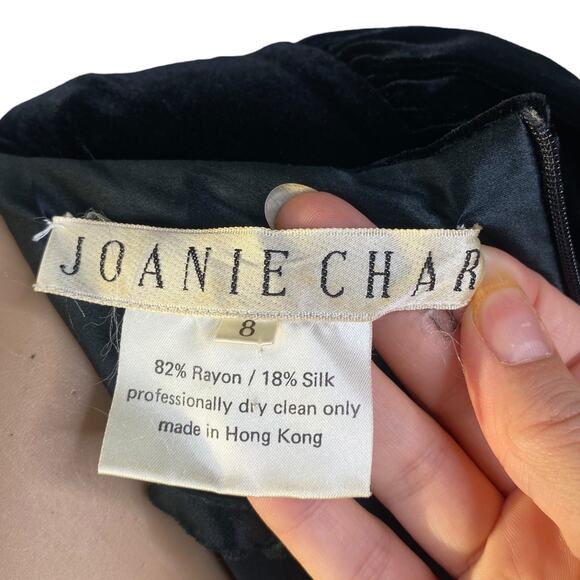 JOANIE CHAR
8
82% Rayon / 18% Silk
professionally dry clean only
made in Hong Kong